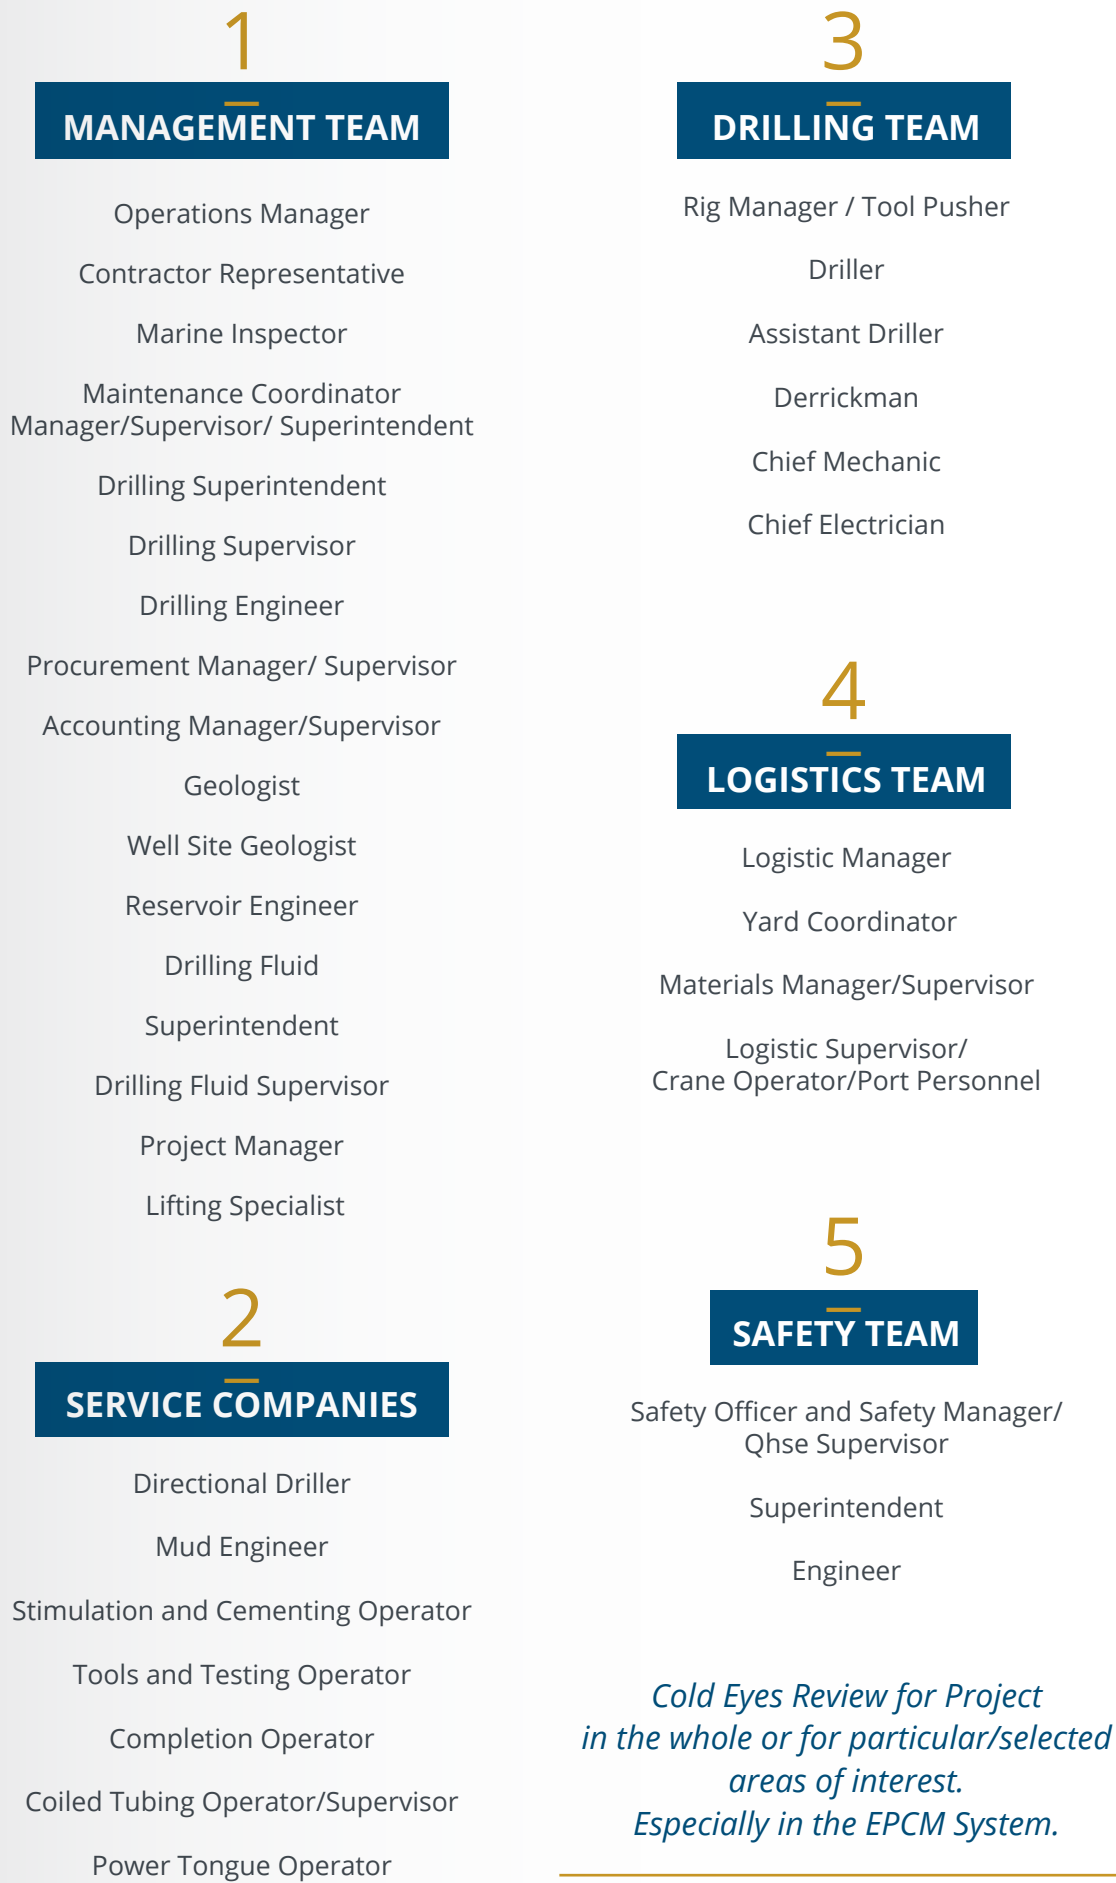 1
MANAGEMENT TEAM
Operations Manager
Contractor Representative
Marine Inspector
Maintenance Coordinator
Manager/Supervisor/ Superintendent
Drilling Superintendent
Drilling Supervisor
Drilling Engineer
Procurement Manager/ Supervisor
Accounting Manager/Supervisor
Geologist
Well Site Geologist
Reservoir Engineer
Drilling Fluid
Superintendent
Drilling Fluid Supervisor
Project Manager
Lifting Specialist
2
SERVICE COMPANIES
Directional Driller
Mud Engineer
Stimulation and Cementing Operator
Tools and Testing Operator
Completion Operator
Coiled Tubing Operator/Supervisor
Power Tongue Operator
3
DRILLING TEAM
Rig Manager / Tool Pusher
Driller
Assistant Driller
Derrickman
Chief Mechanic
Chief Electrician
4
LOGISTICS TEAM
Logistic Manager
Yard Coordinator
Materials Manager/Supervisor
Logistic Supervisor/
Crane Operator/Port Personnel
5
SAFETY TEAM
Safety Officer and Safety Manager/
Qhse Supervisor
Superintendent
Engineer
Cold Eyes Review for Project
in the whole or for particular/selected
areas of interest.
Especially in the EPCM System.